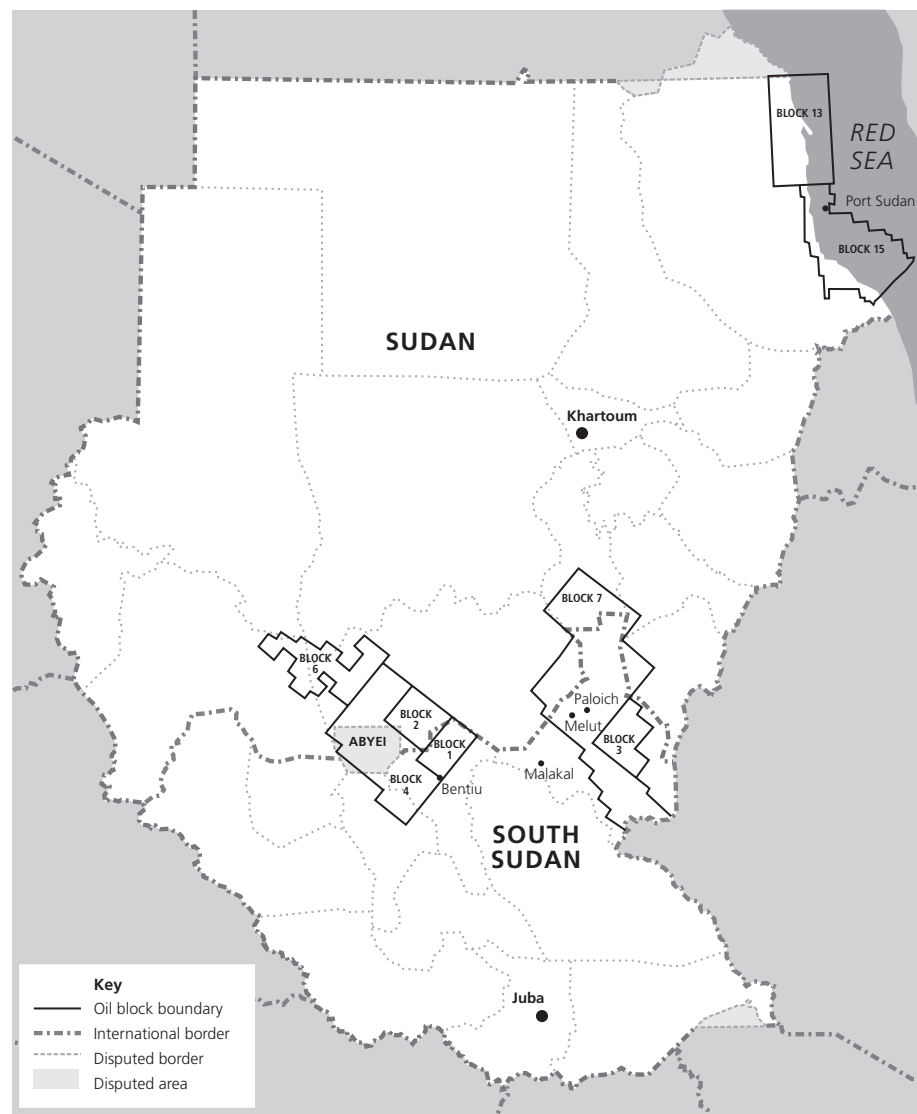 BLOCK 13
RED
SEA
Port Sudan
BLOCK 15
SUDAN
Khartoum
BLOCK 7
BLOCK
6
Paloich
BLOCK
2
Melut
ABYEI
BLOCK
1
BLOCK
3
Malakal
BLOCK
4
Bentiu
SOUTH
SUDAN
Key
Oil block boundary
International border
Disputed border
Disputed area
Juba